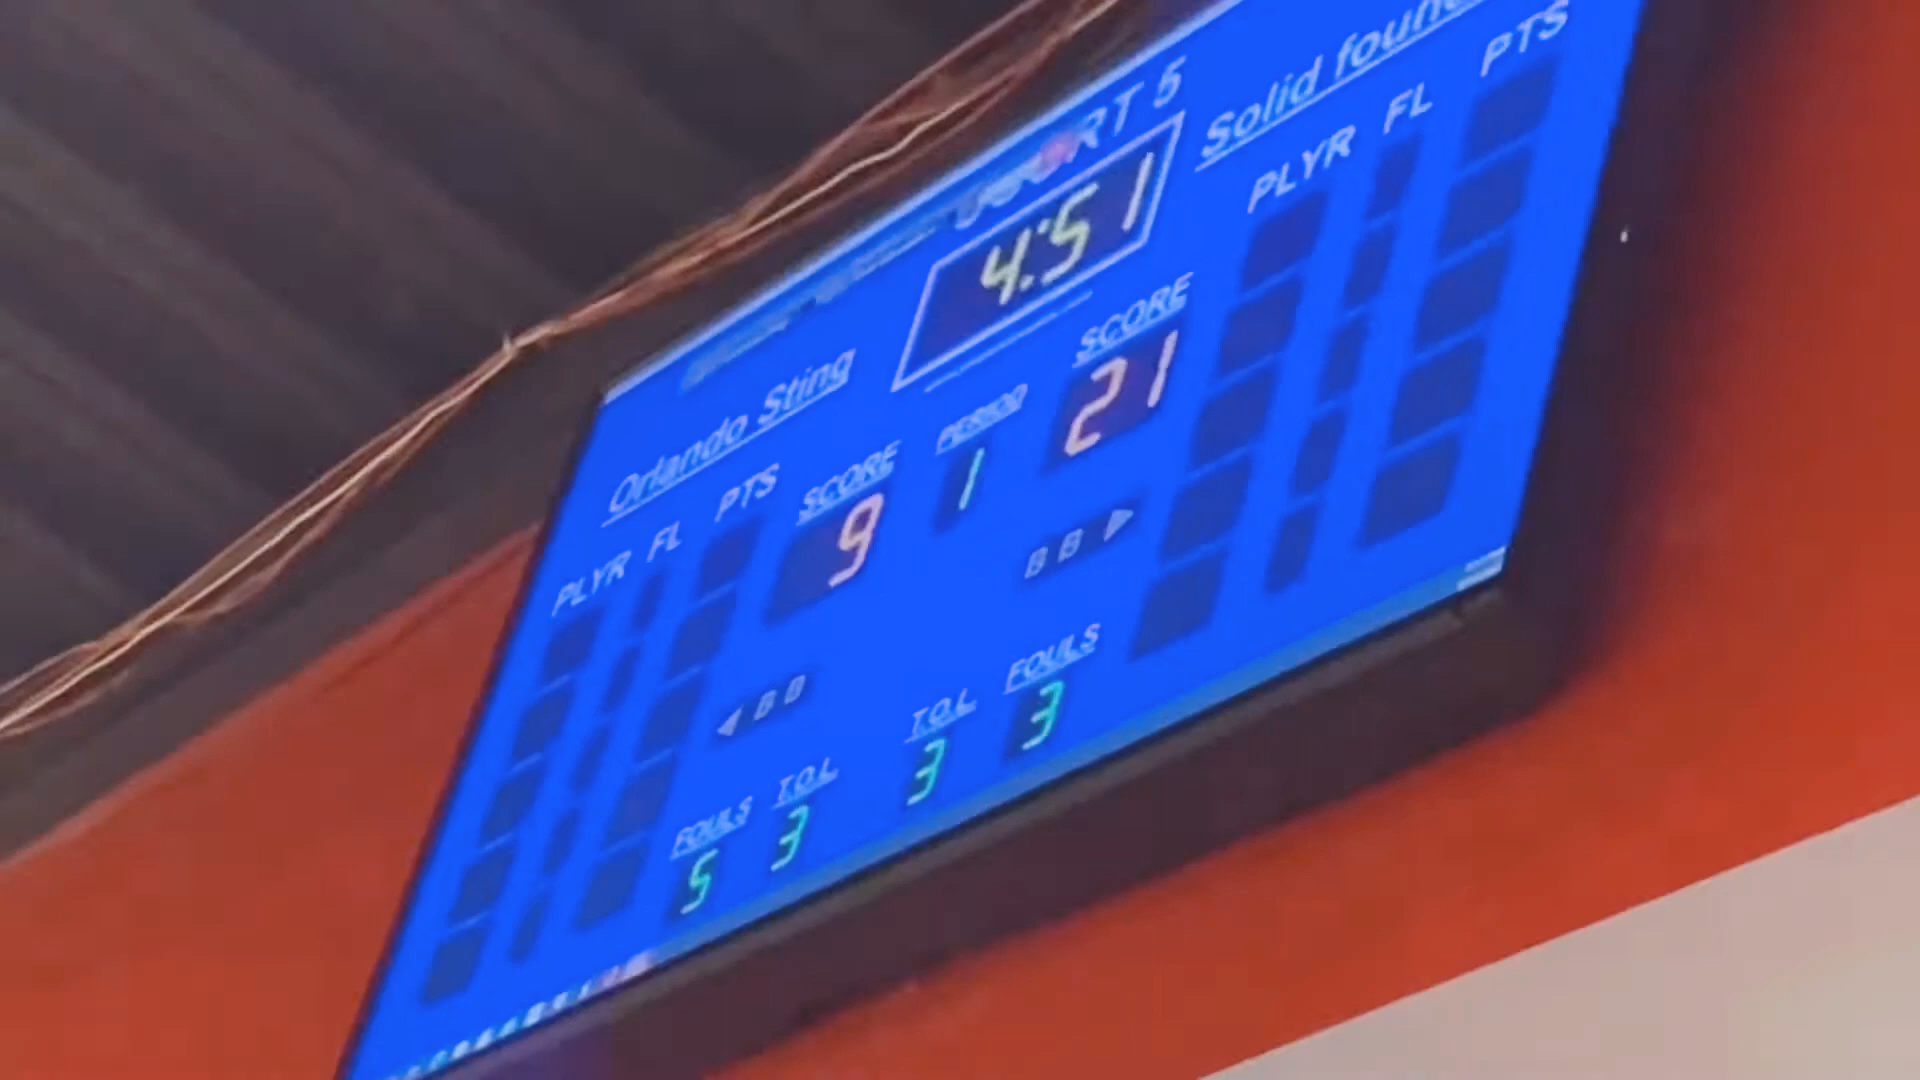 RT 5
4:51
Orlando Sting
Solid foun
PLYR FL PTS
SCORE
9
PERIOD
1
SCORE
21
PLYR FL PTS
◀ B B
B B ▶
FOULS
5
T.O.L.
3
T.O.L.
3
FOULS
3